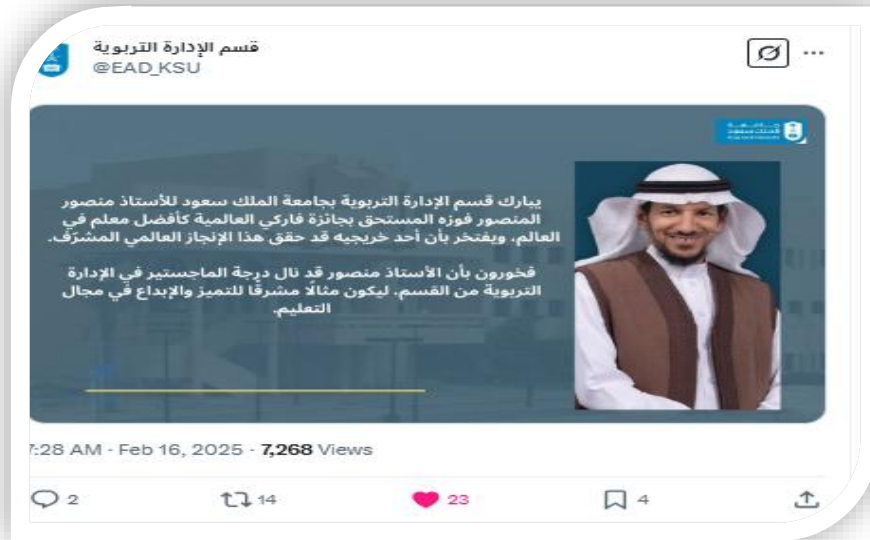 قسم الإدارة التربوية
@EAD_KSU
يبارك قسم الإدارة التربوية بجامعة الملك سعود للأستاذ منصور
المنصور فوزه المستحق بجائزة فاركي العالمية كأفضل معلم في
العالم، ويفتخر بأن أحد خريجيه قد حقق هذا الإنجاز العالمي المشرّف.
فخورون بأن الأستاذ منصور قد نال درجة الماجستير في الإدارة
التربوية من القسم، ليكون مثالًا مشرقًا للتميز والإبداع في مجال
التعليم.
7:28 AM · Feb 16, 2025 · 7,268 Views
2 14 23 4